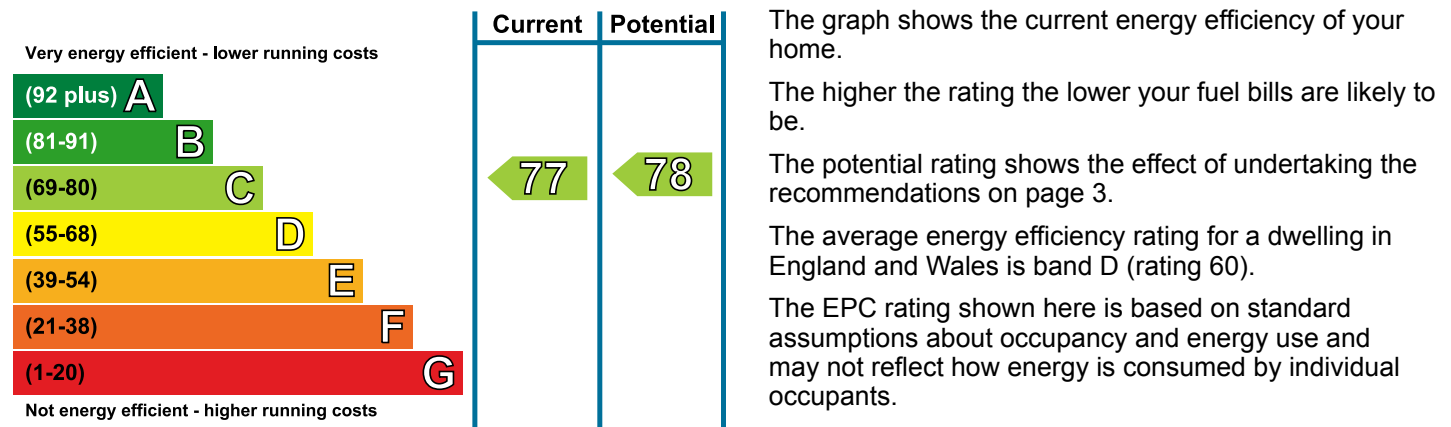 Current Potential
Very energy efficient - lower running costs
(92 plus) A
(81-91) B
(69-80) C
77 78
(55-68) D
(39-54) E
(21-38) F
(1-20) G
Not energy efficient - higher running costs
The graph shows the current energy efficiency of your
home.
The higher the rating the lower your fuel bills are likely to
be.
The potential rating shows the effect of undertaking the
recommendations on page 3.
The average energy efficiency rating for a dwelling in
England and Wales is band D (rating 60).
The EPC rating shown here is based on standard
assumptions about occupancy and energy use and
may not reflect how energy is consumed by individual
occupants.